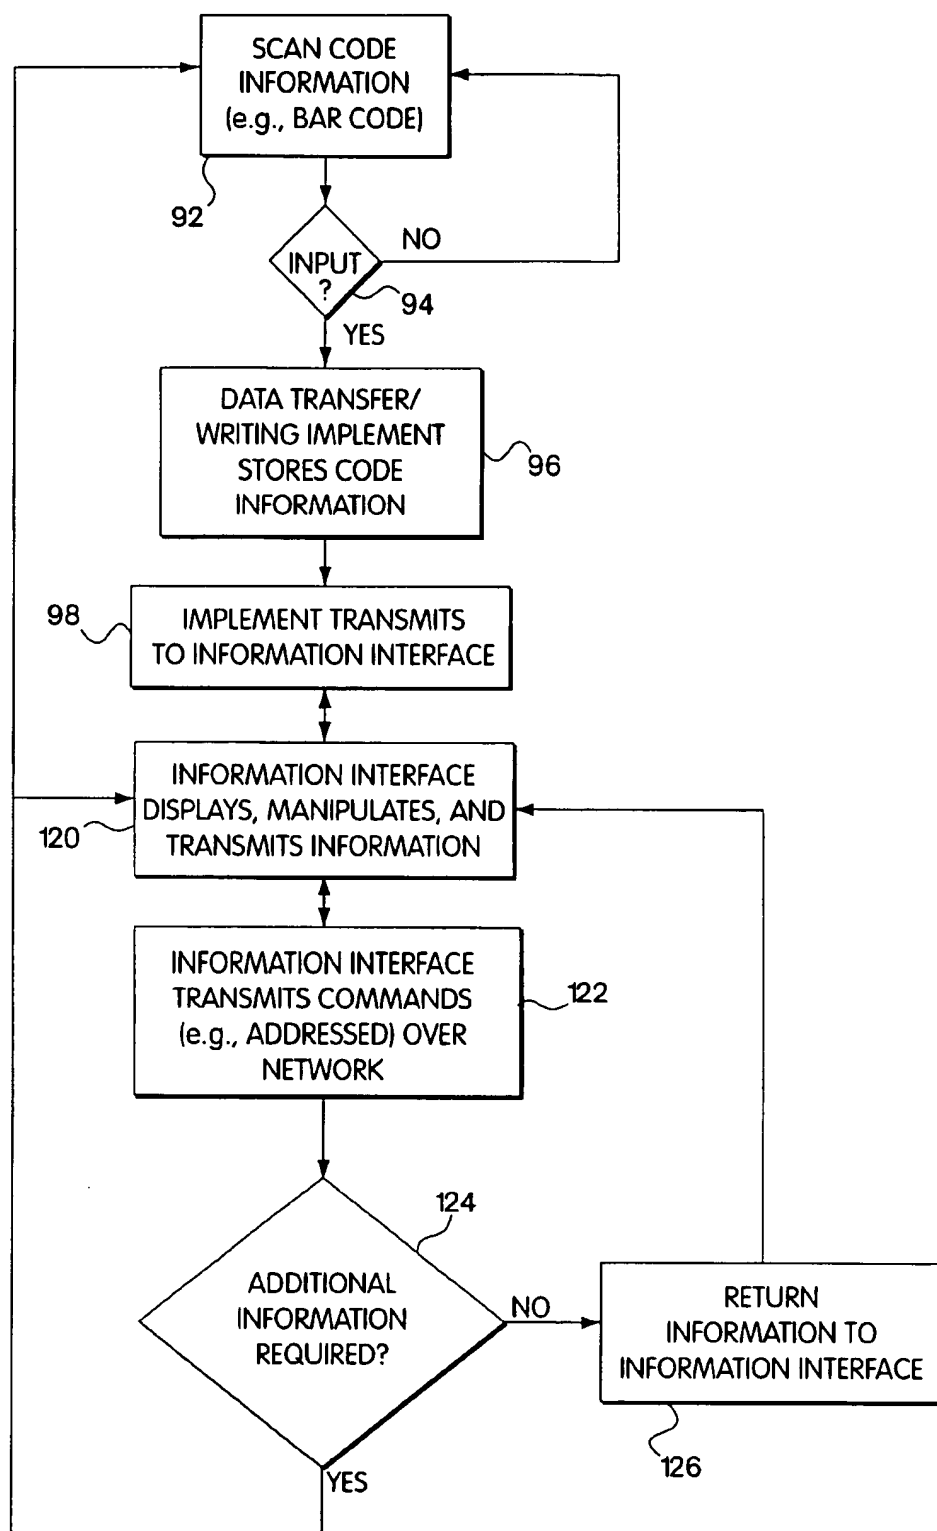 SCAN CODE
INFORMATION
(e.g., BAR CODE)
92
NO
INPUT
?
94
YES
DATA TRANSFER/
WRITING IMPLEMENT
STORES CODE
INFORMATION
96
98
IMPLEMENT TRANSMITS
TO INFORMATION INTERFACE
INFORMATION INTERFACE
DISPLAYS, MANIPULATES, AND
TRANSMITS INFORMATION
120
INFORMATION INTERFACE
TRANSMITS COMMANDS
(e.g., ADDRESSED) OVER
NETWORK
122
124
ADDITIONAL
INFORMATION
REQUIRED?
NO
RETURN
INFORMATION TO
INFORMATION INTERFACE
126
YES